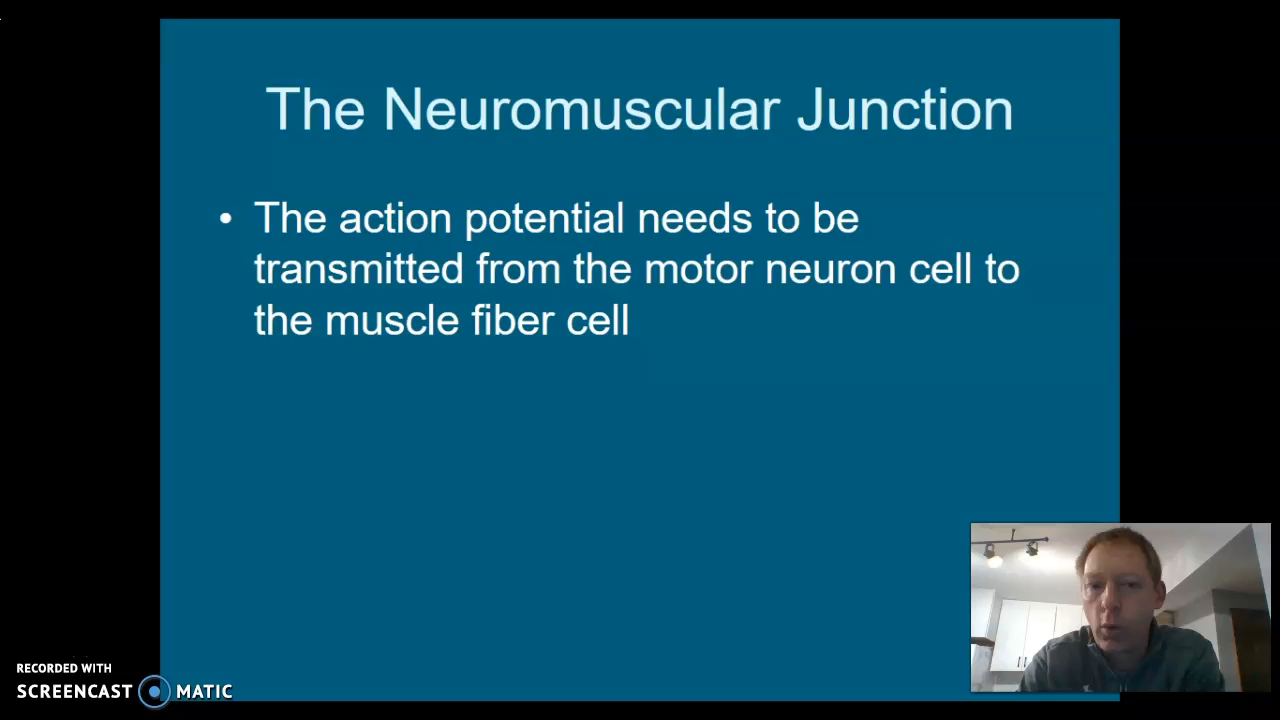 The Neuromuscular Junction
• The action potential needs to be
transmitted from the motor neuron cell to
the muscle fiber cell
RECORDED WITH
SCREENCAST MATIC